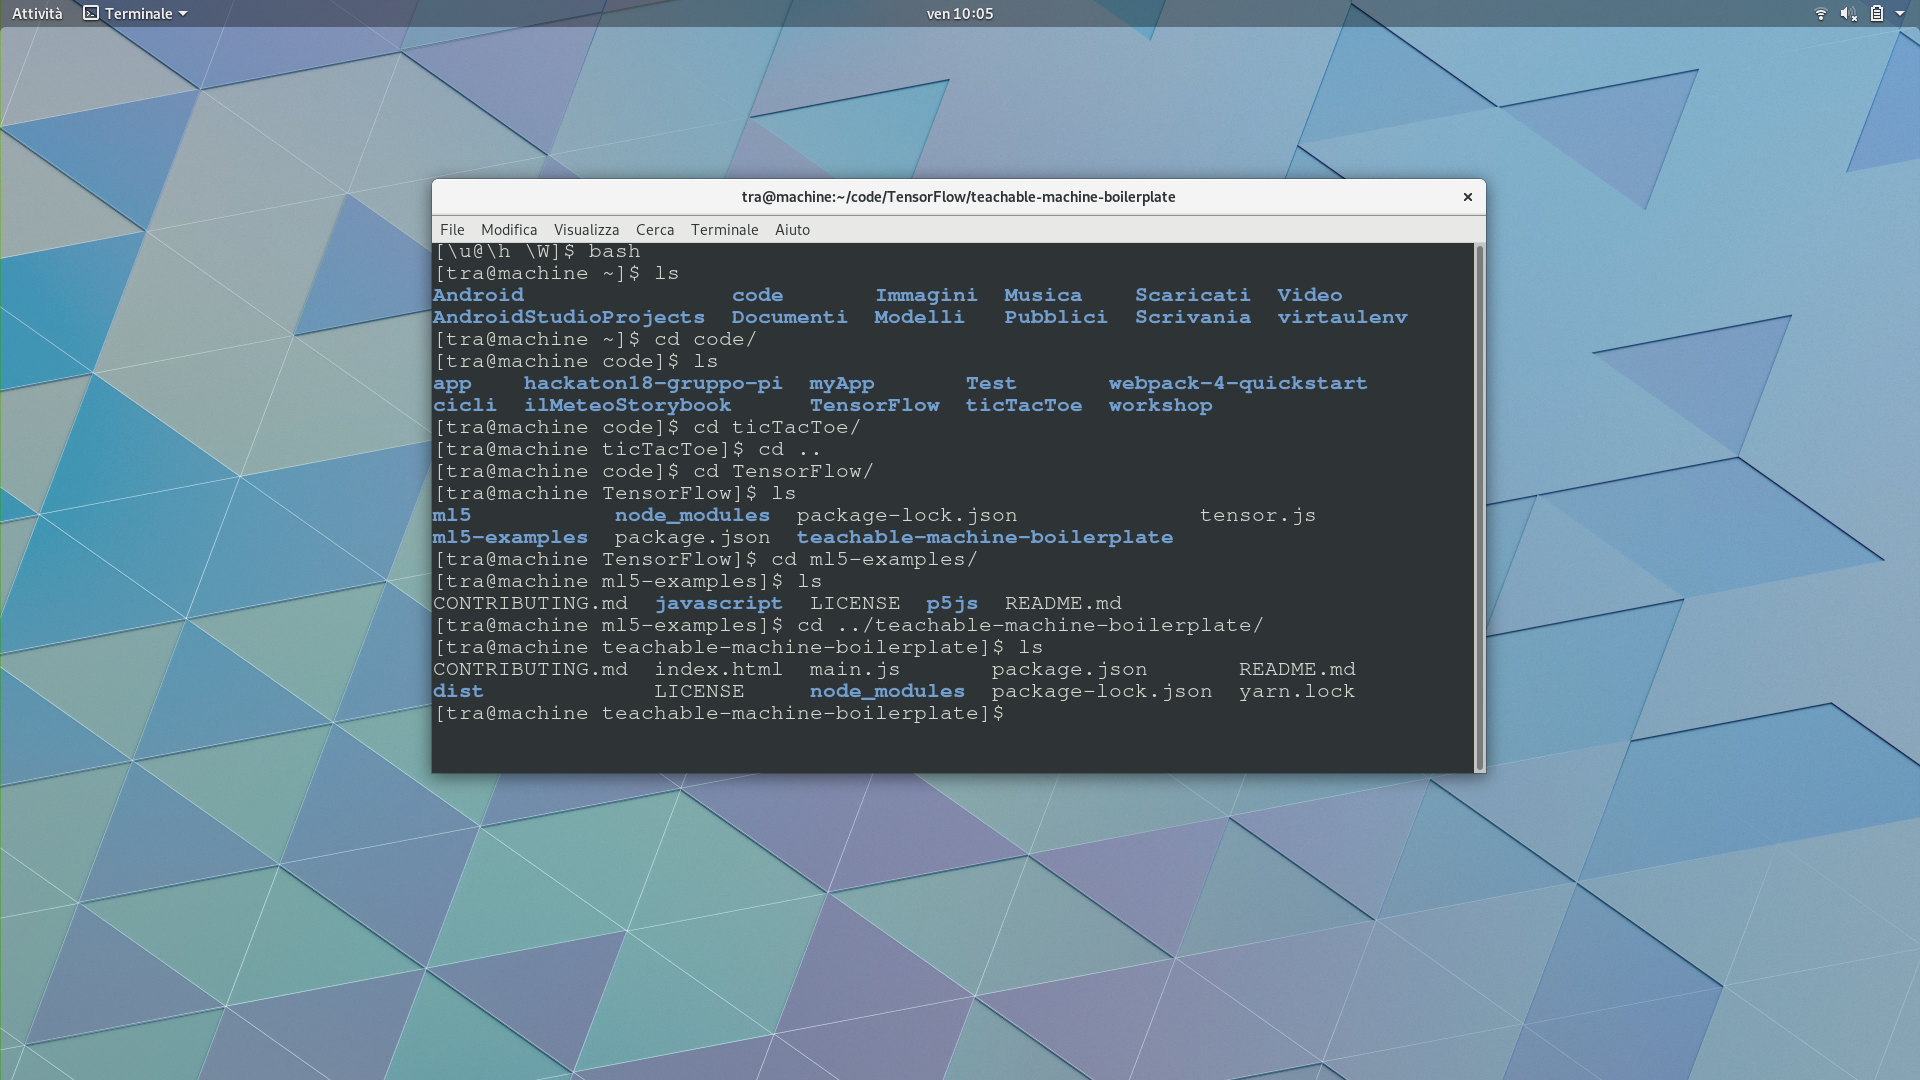 Attività Terminale ven 10:05
tra@machine:~/code/TensorFlow/teachable-machine-boilerplate
File Modifica Visualizza Cerca Terminale Aiuto
[\u@\h \W]$ bash
[tra@machine ~]$ ls
Android code Immagini Musica Scaricati Video
AndroidStudioProjects Documenti Modelli Pubblici Scrivania virtaulenv
[tra@machine ~]$ cd code/
[tra@machine code]$ ls
app hackaton18-gruppo-pi myApp Test webpack-4-quickstart
cicli ilMeteoStorybook TensorFlow ticTacToe workshop
[tra@machine code]$ cd ticTacToe/
[tra@machine ticTacToe]$ cd ..
[tra@machine code]$ cd TensorFlow/
[tra@machine TensorFlow]$ ls
ml5 node_modules package-lock.json tensor.js
ml5-examples package.json teachable-machine-boilerplate
[tra@machine TensorFlow]$ cd ml5-examples/
[tra@machine ml5-examples]$ ls
CONTRIBUTING.md javascript LICENSE p5js README.md
[tra@machine ml5-examples]$ cd ../teachable-machine-boilerplate/
[tra@machine teachable-machine-boilerplate]$ ls
CONTRIBUTING.md index.html main.js package.json README.md
dist LICENSE node_modules package-lock.json yarn.lock
[tra@machine teachable-machine-boilerplate]$